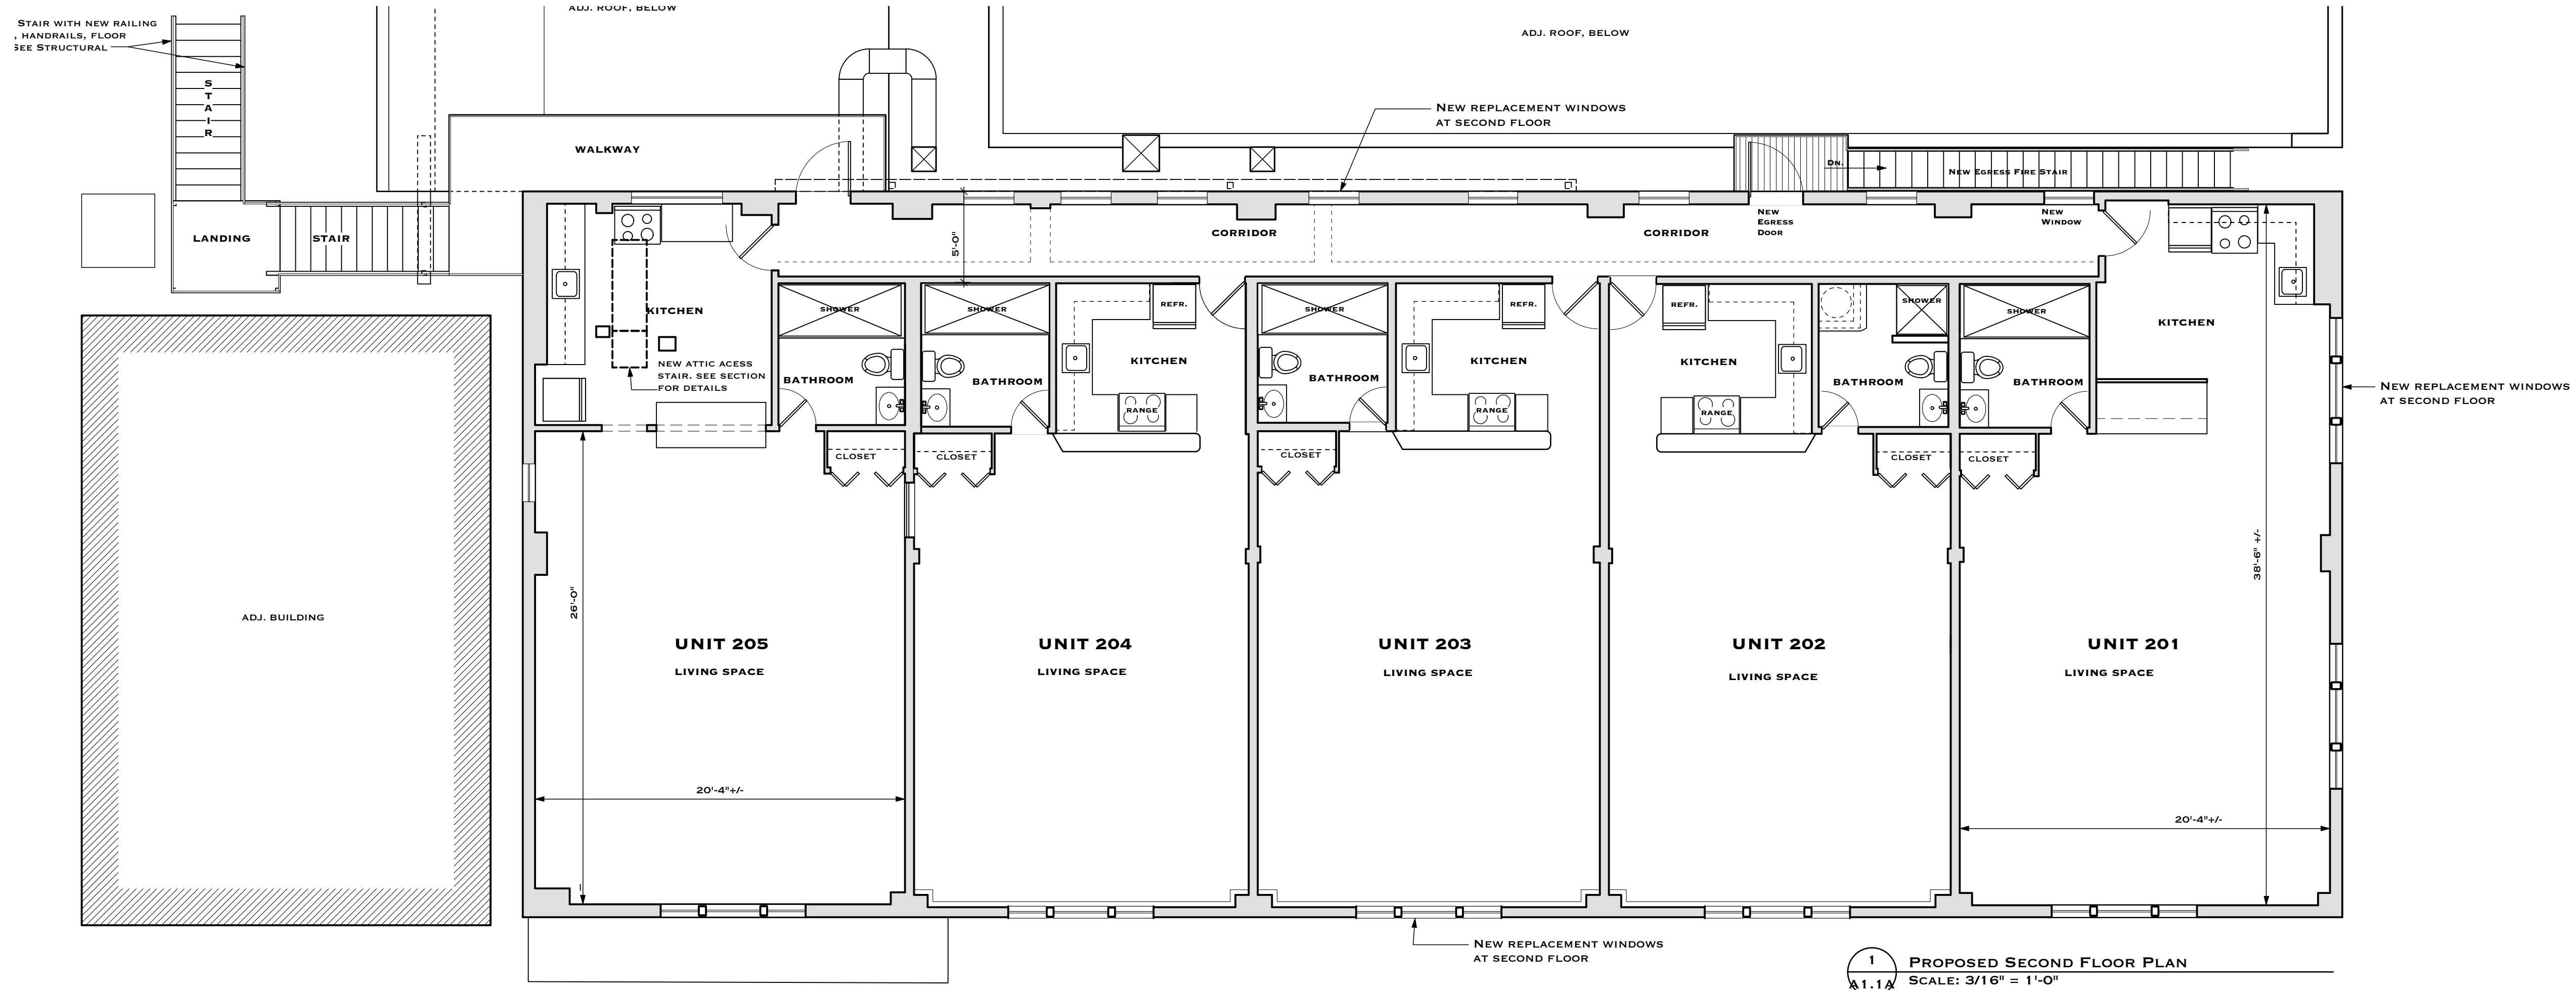 STAIR WITH NEW RAILING
, HANDRAILS, FLOOR
SEE STRUCTURAL
ADJ. ROOF, BELOW
ADJ. ROOF, BELOW
STAIR
WALKWAY
NEW REPLACEMENT WINDOWS
AT SECOND FLOOR
DN.
NEW EGRESS FIRE STAIR
LANDING
STAIR
5'-0"
CORRIDOR
CORRIDOR
NEW
EGRESS
DOOR
NEW
WINDOW
KITCHEN
SHOWER
SHOWER
REFR.
SHOWER
REFR.
REFR.
SHOWER
SHOWER
KITCHEN
NEW ATTIC ACESS
STAIR. SEE SECTION
FOR DETAILS
BATHROOM
BATHROOM
KITCHEN
RANGE
BATHROOM
KITCHEN
RANGE
KITCHEN
RANGE
BATHROOM
BATHROOM
NEW REPLACEMENT WINDOWS
AT SECOND FLOOR
CLOSET
CLOSET
CLOSET
CLOSET
CLOSET
38'-6" +/-
26'-0"
ADJ. BUILDING
UNIT 205
LIVING SPACE
UNIT 204
LIVING SPACE
UNIT 203
LIVING SPACE
UNIT 202
LIVING SPACE
UNIT 201
LIVING SPACE
20'-4"+/-
20'-4"+/-
NEW REPLACEMENT WINDOWS
AT SECOND FLOOR
1
A1.1A
PROPOSED SECOND FLOOR PLAN
SCALE: 3/16" = 1'-0"